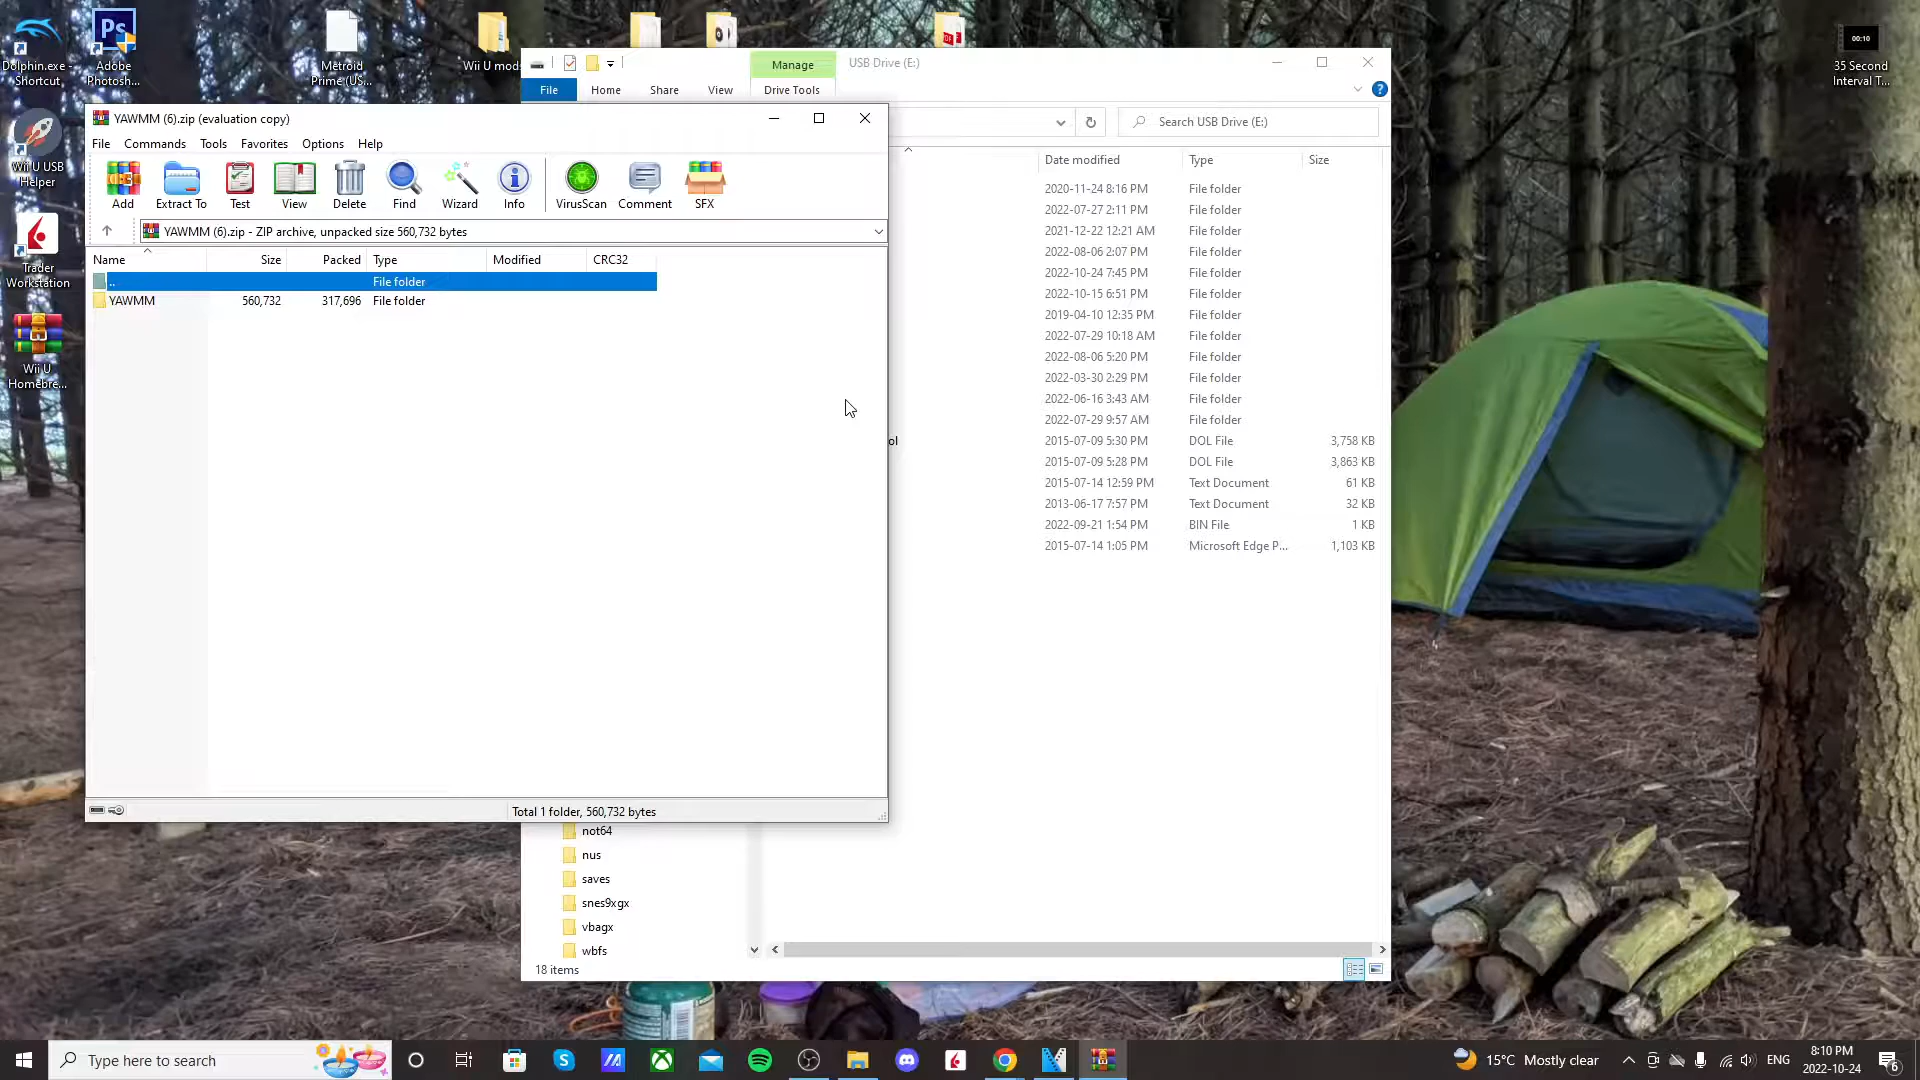 Dolphin.exe -
Shortcut
Adobe
Photosh...
Metroid
Prime (US...
Wii U mod
35 Second
Interval T...
00:10
Wii U USB
Helper
Trader
Workstation
Wii U
Homebre...
Manage
USB Drive (E:)
File
Home
Share
View
Drive Tools
Search USB Drive (E:)
Date modified
Type
Size
2020-11-24 8:16 PM
File folder
2022-07-27 2:11 PM
File folder
2021-12-22 12:21 AM
File folder
2022-08-06 2:07 PM
File folder
2022-10-24 7:45 PM
File folder
2022-10-15 6:51 PM
File folder
2019-04-10 12:35 PM
File folder
2022-07-29 10:18 AM
File folder
2022-08-06 5:20 PM
File folder
2022-03-30 2:29 PM
File folder
2022-06-16 3:43 AM
File folder
2022-07-29 9:57 AM
File folder
ol
2015-07-09 5:30 PM
DOL File
3,758 KB
2015-07-09 5:28 PM
DOL File
3,863 KB
2015-07-14 12:59 PM
Text Document
61 KB
2013-06-17 7:57 PM
Text Document
32 KB
2022-09-21 1:54 PM
BIN File
1 KB
2015-07-14 1:05 PM
Microsoft Edge P...
1,103 KB
not64
nus
saves
snes9xgx
vbagx
wbfs
18 items
YAWMM (6).zip (evaluation copy)
File
Commands
Tools
Favorites
Options
Help
Add
Extract To
Test
View
Delete
Find
Wizard
Info
VirusScan
Comment
SFX
YAWMM (6).zip - ZIP archive, unpacked size 560,732 bytes
Name
Size
Packed
Type
Modified
CRC32
..
File folder
YAWMM
560,732
317,696
File folder
Total 1 folder, 560,732 bytes
Type here to search
15°C Mostly clear
ENG
8:10 PM
2022-10-24
6